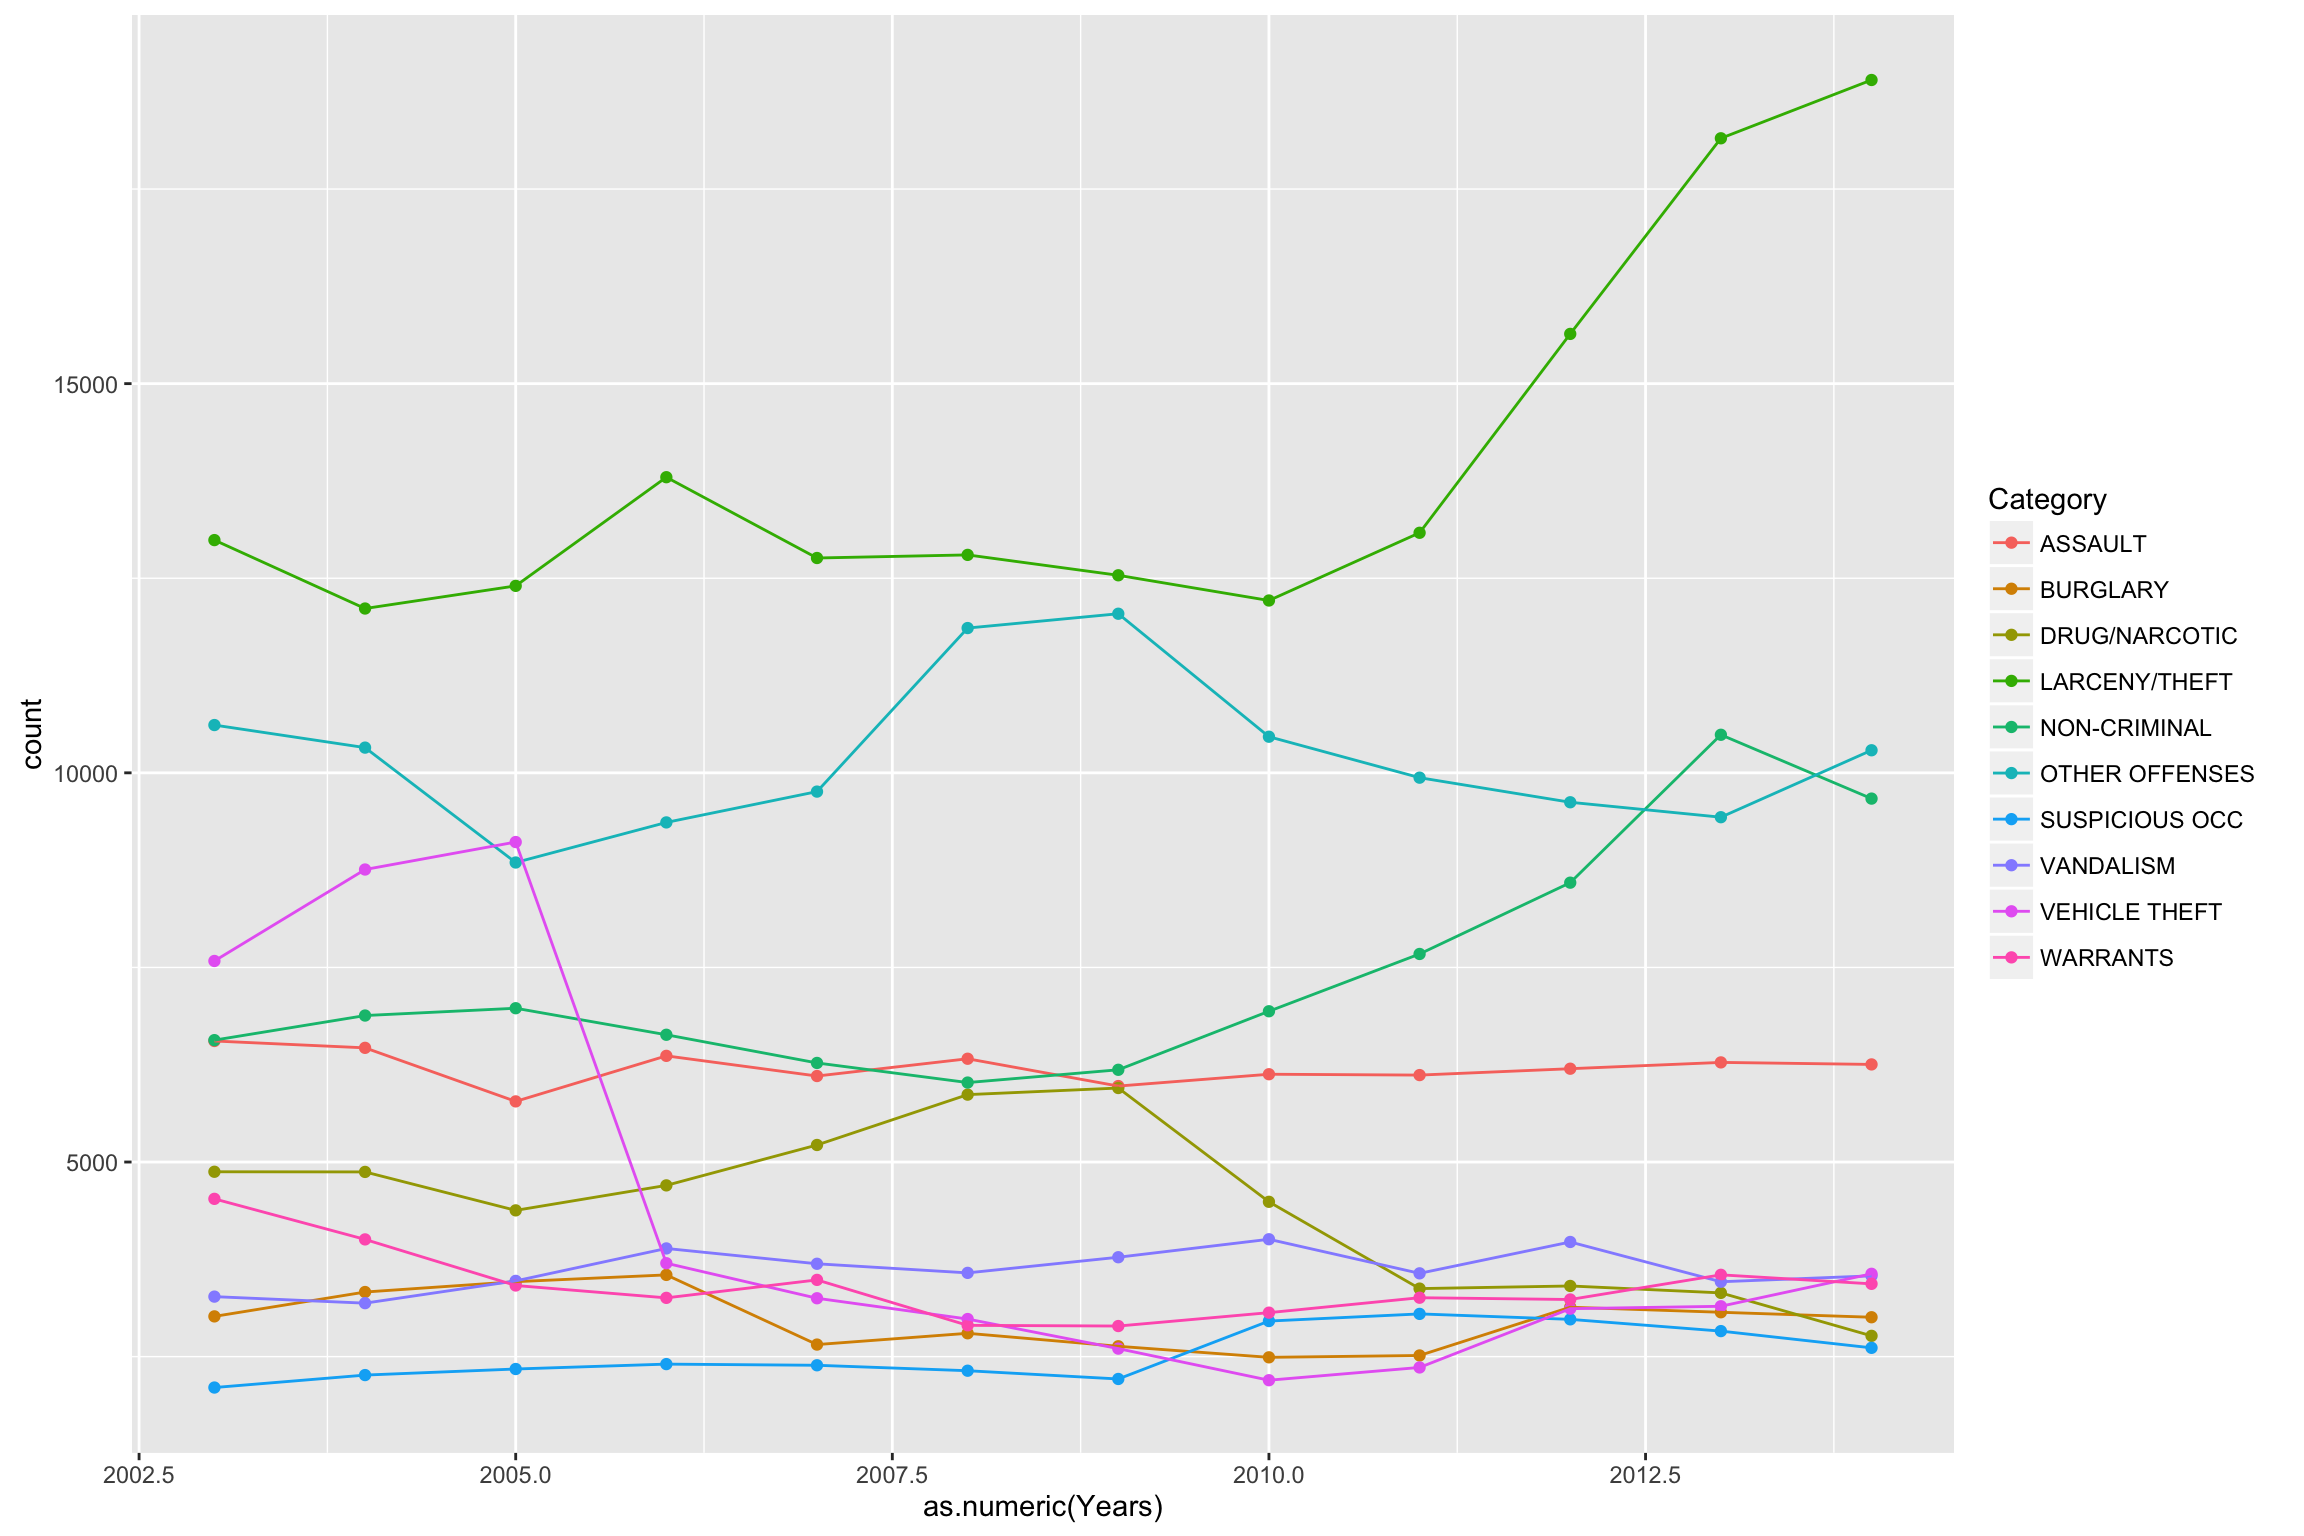 count
15000
10000
5000
2002.5
2005.0
2007.5
2010.0
2012.5
as.numeric(Years)
Category
ASSAULT
BURGLARY
DRUG/NARCOTIC
LARCENY/THEFT
NON-CRIMINAL
OTHER OFFENSES
SUSPICIOUS OCC
VANDALISM
VEHICLE THEFT
WARRANTS